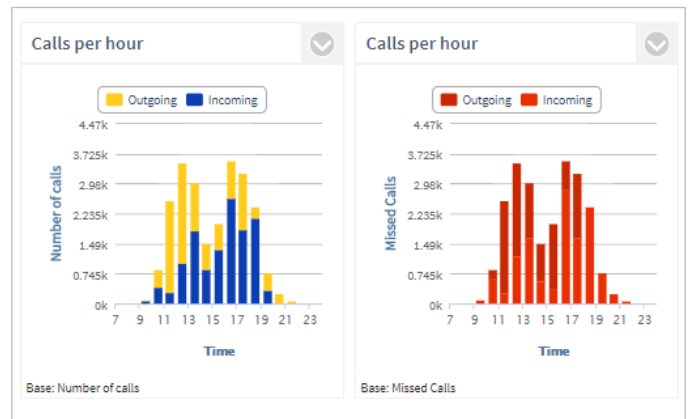 Calls per hour
Outgoing Incoming
4.47k
3.725k
2.98k
2.235k
1.49k
0.745k
0k
Number of calls
7 9 11 13 15 17 19 21 23
Time
Base: Number of calls
Calls per hour
Outgoing Incoming
4.47k
3.725k
2.98k
2.235k
1.49k
0.745k
0k
Missed Calls
7 9 11 13 15 17 19 21 23
Time
Base: Missed Calls